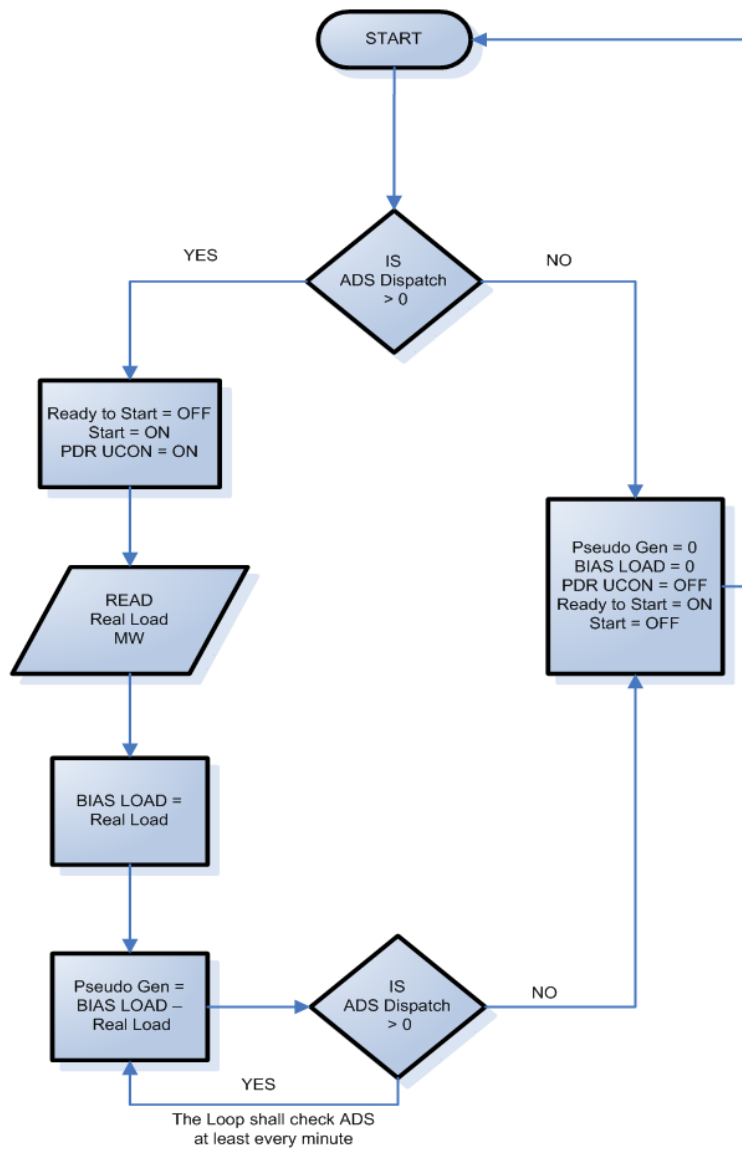 START
IS
ADS Dispatch
> 0
YES
NO
Ready to Start = OFF
Start = ON
PDR UCON = ON
READ
Real Load
MW
Pseudo Gen = 0
BIAS LOAD = 0
PDR UCON = OFF
Ready to Start = ON
Start = OFF
BIAS LOAD =
Real Load
Pseudo Gen =
BIAS LOAD –
Real Load
IS
ADS Dispatch
> 0
NO
YES
The Loop shall check ADS
at least every minute